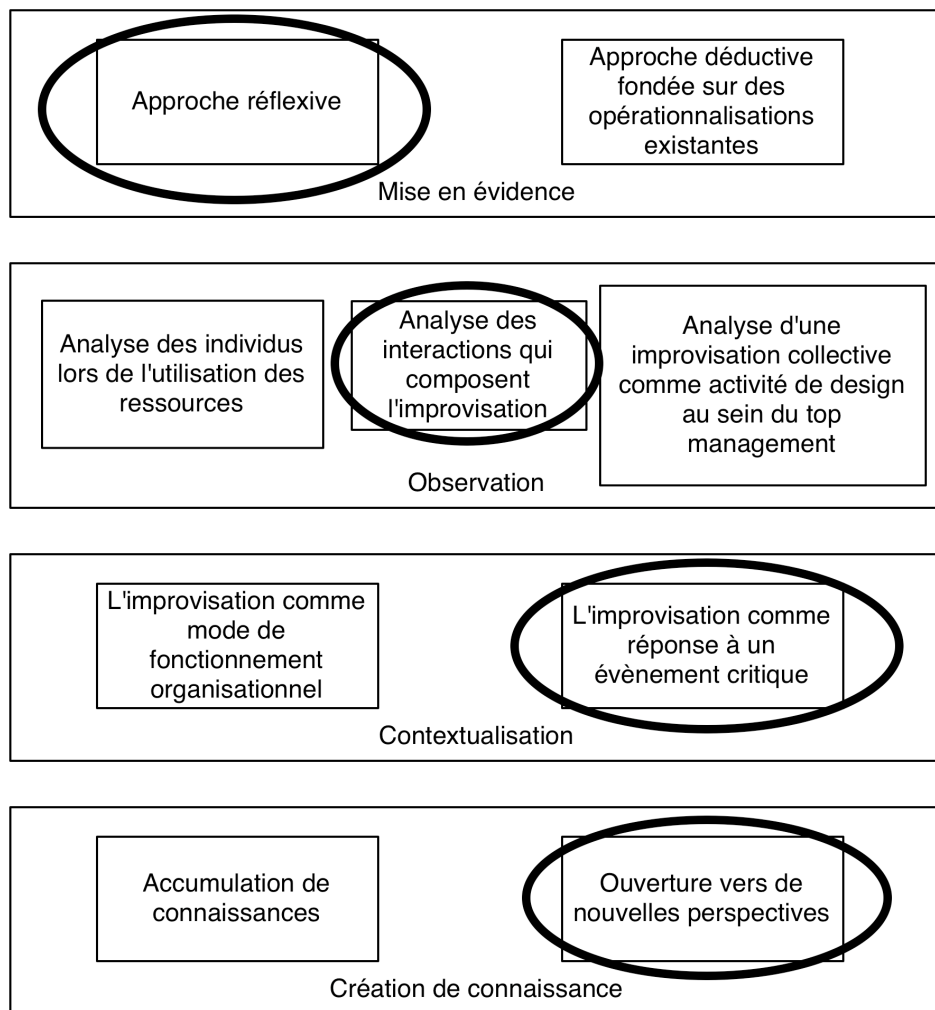 Approche réflexive
Approche déductive
fondée sur des
opérationnalisations
existantes
Mise en évidence
Analyse des individus
lors de l'utilisation des
ressources
Analyse des
interactions qui
composent
l'improvisation
Analyse d'une
improvisation collective
comme activité de design
au sein du top
management
Observation
L'improvisation comme
mode de
fonctionnement
organisationnel
L'improvisation comme
réponse à un
évènement critique
Contextualisation
Accumulation de
connaissances
Ouverture vers de
nouvelles perspectives
Création de connaissance